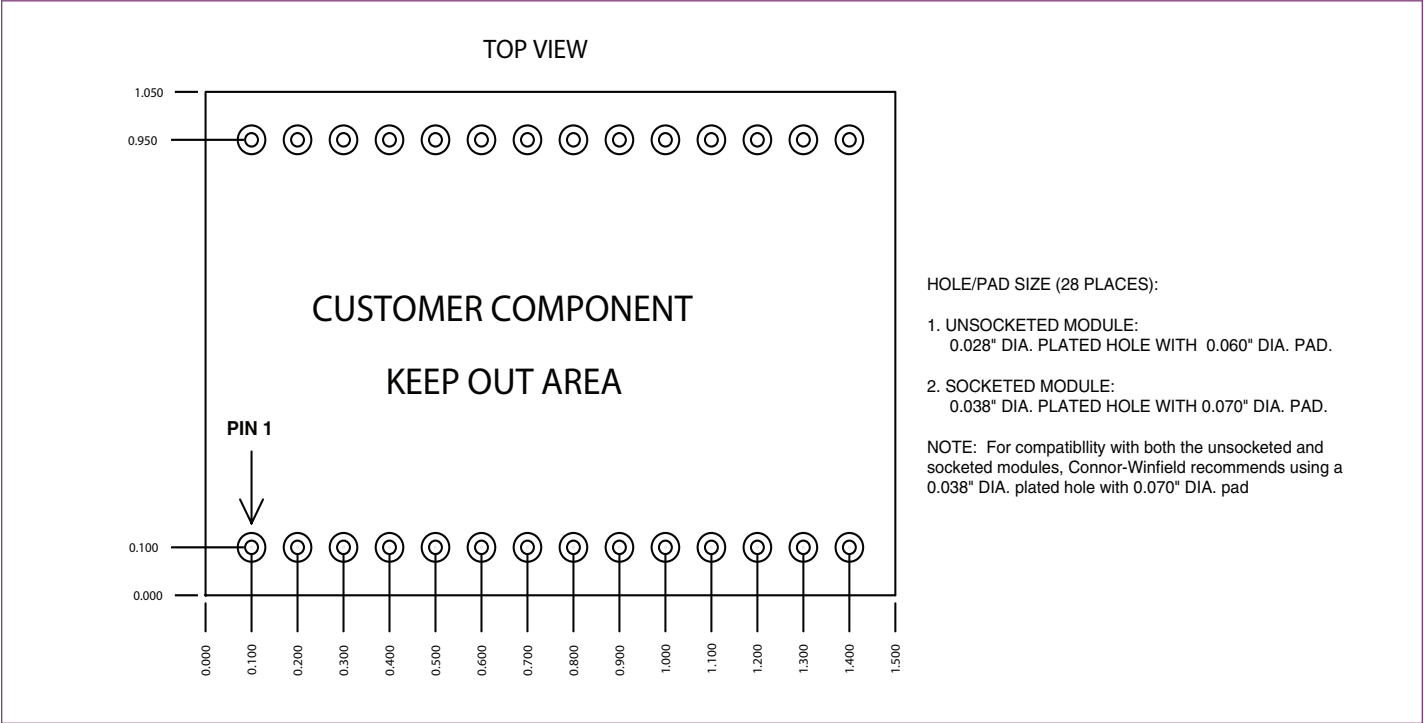 TOP VIEW
1.050
0.950
CUSTOMER COMPONENT
KEEP OUT AREA
PIN 1
0.100
0.000
0.000
0.100
0.200
0.300
0.400
0.500
0.600
0.700
0.800
0.900
1.000
1.100
1.200
1.300
1.400
1.500
HOLE/PAD SIZE (28 PLACES):
1. UNSOCKETED MODULE:
0.028" DIA. PLATED HOLE WITH 0.060" DIA. PAD.
2. SOCKETED MODULE:
0.038" DIA. PLATED HOLE WITH 0.070" DIA. PAD.
NOTE: For compatibllity with both the unsocketed and
socketed modules, Connor-Winfield recommends using a
0.038" DIA. plated hole with 0.070" DIA. pad